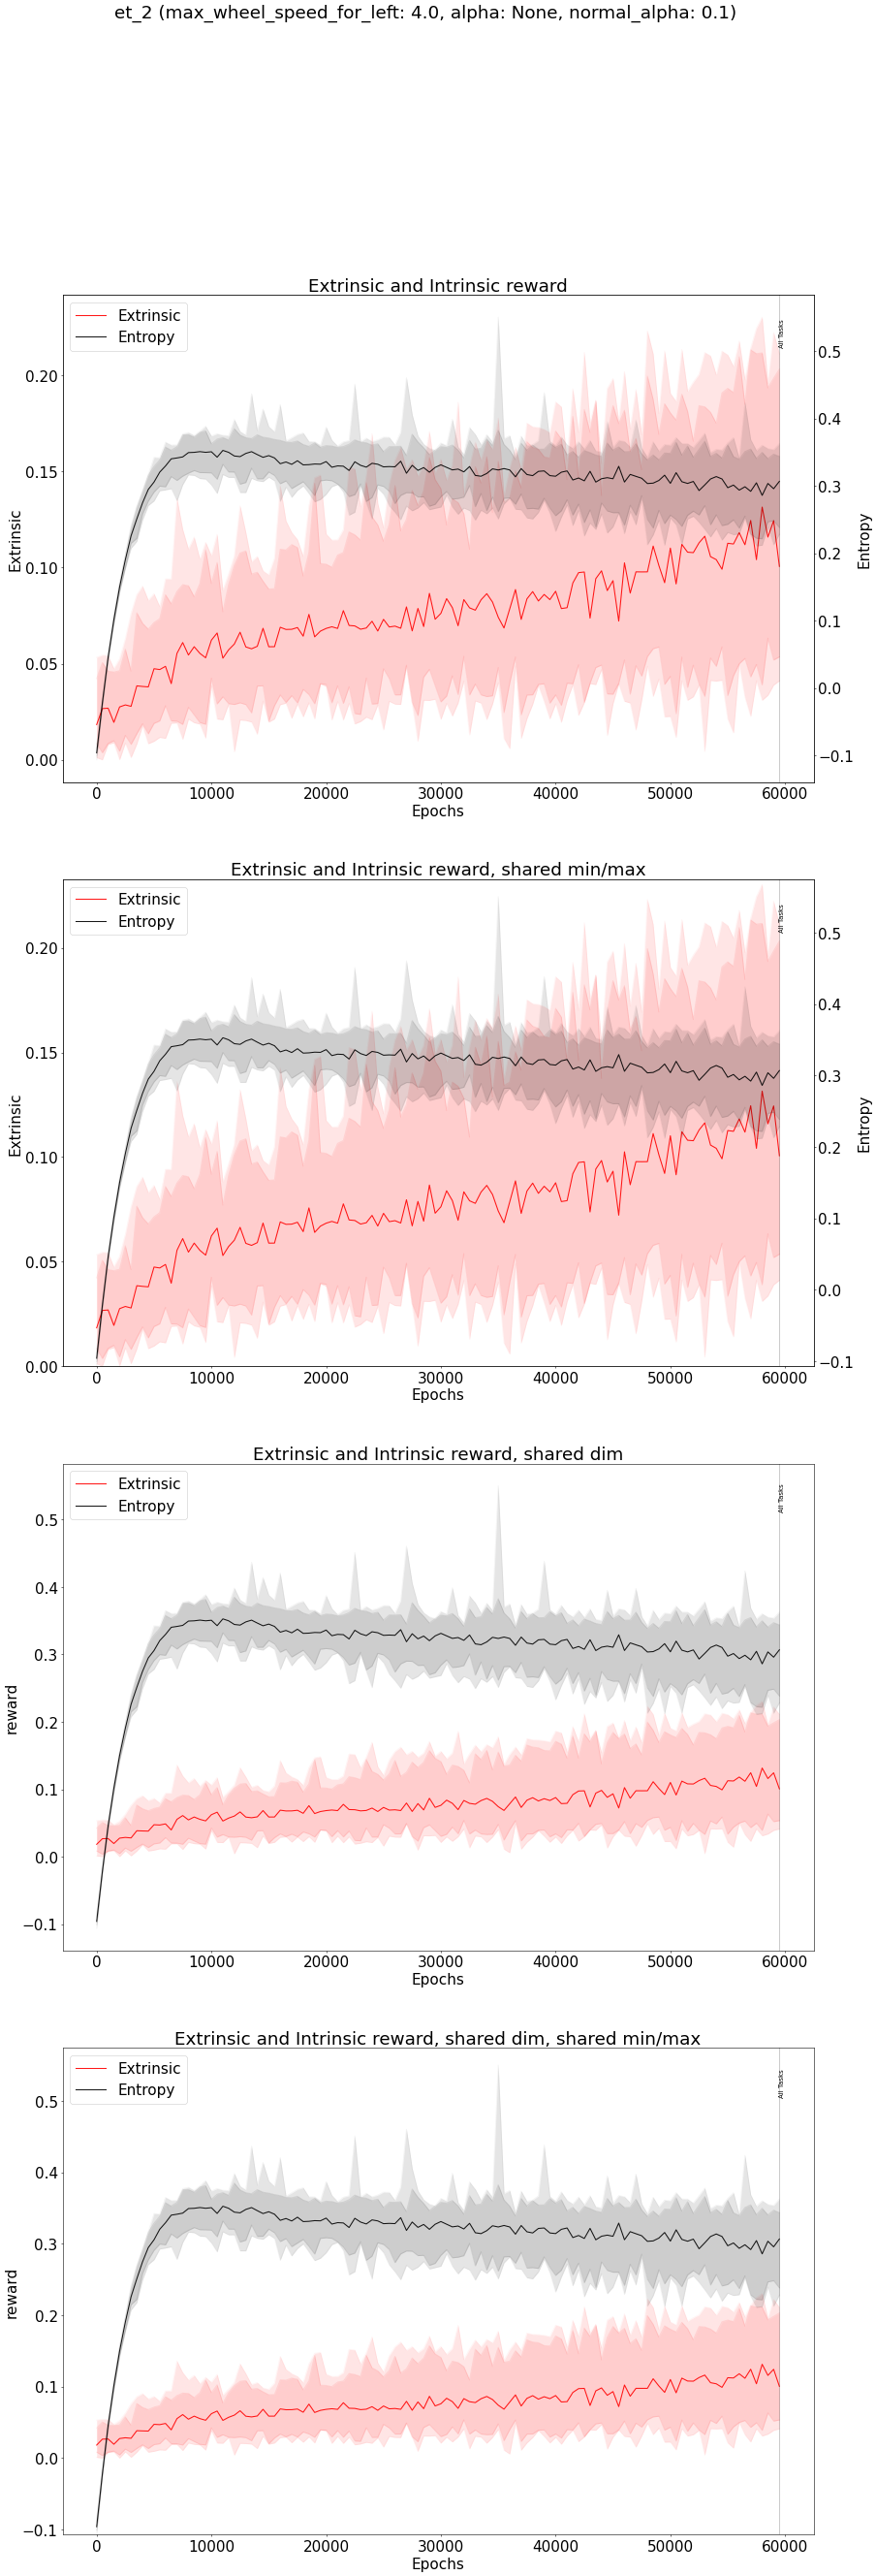 et_2 (max_wheel_speed_for_left: 4.0, alpha: None, normal_alpha: 0.1)
Extrinsic and Intrinsic reward
Extrinsic
Entropy
All Tasks
0.20
0.15
0.10
0.05
0.00
Extrinsic
0.5
0.4
0.3
0.2
0.1
0.0
−0.1
Entropy
0 10000 20000 30000 40000 50000 60000
Epochs
Extrinsic and Intrinsic reward, shared min/max
Extrinsic
Entropy
All Tasks
0.20
0.15
0.10
0.05
0.00
Extrinsic
0.5
0.4
0.3
0.2
0.1
0.0
−0.1
Entropy
0 10000 20000 30000 40000 50000 60000
Epochs
Extrinsic and Intrinsic reward, shared dim
Extrinsic
Entropy
All Tasks
0.5
0.4
0.3
0.2
0.1
0.0
−0.1
reward
0 10000 20000 30000 40000 50000 60000
Epochs
Extrinsic and Intrinsic reward, shared dim, shared min/max
Extrinsic
Entropy
All Tasks
0.5
0.4
0.3
0.2
0.1
0.0
−0.1
reward
0 10000 20000 30000 40000 50000 60000
Epochs